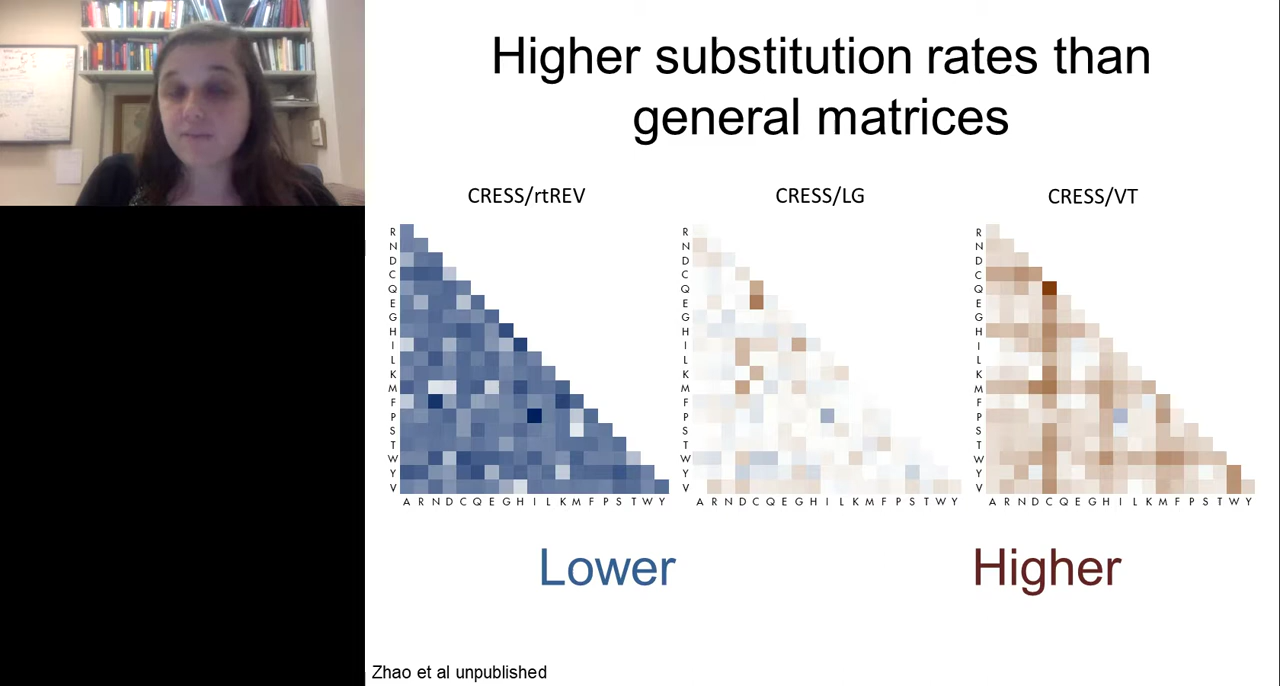 Higher substitution rates than
general matrices
CRESS/rtREV
CRESS/LG
CRESS/VT
R
N
D
C
Q
E
G
H
I
L
K
M
F
P
S
T
W
Y
V
A R N D C Q E G H I L K M F P S T W Y
R
N
D
C
Q
E
G
H
I
L
K
M
F
P
S
T
W
Y
V
A R N D C Q E G H I L K M F P S T W Y
R
N
D
C
Q
E
G
H
I
L
K
M
F
P
S
T
W
Y
V
A R N D C Q E G H I L K M F P S T W Y
Lower
Higher
Zhao et al unpublished